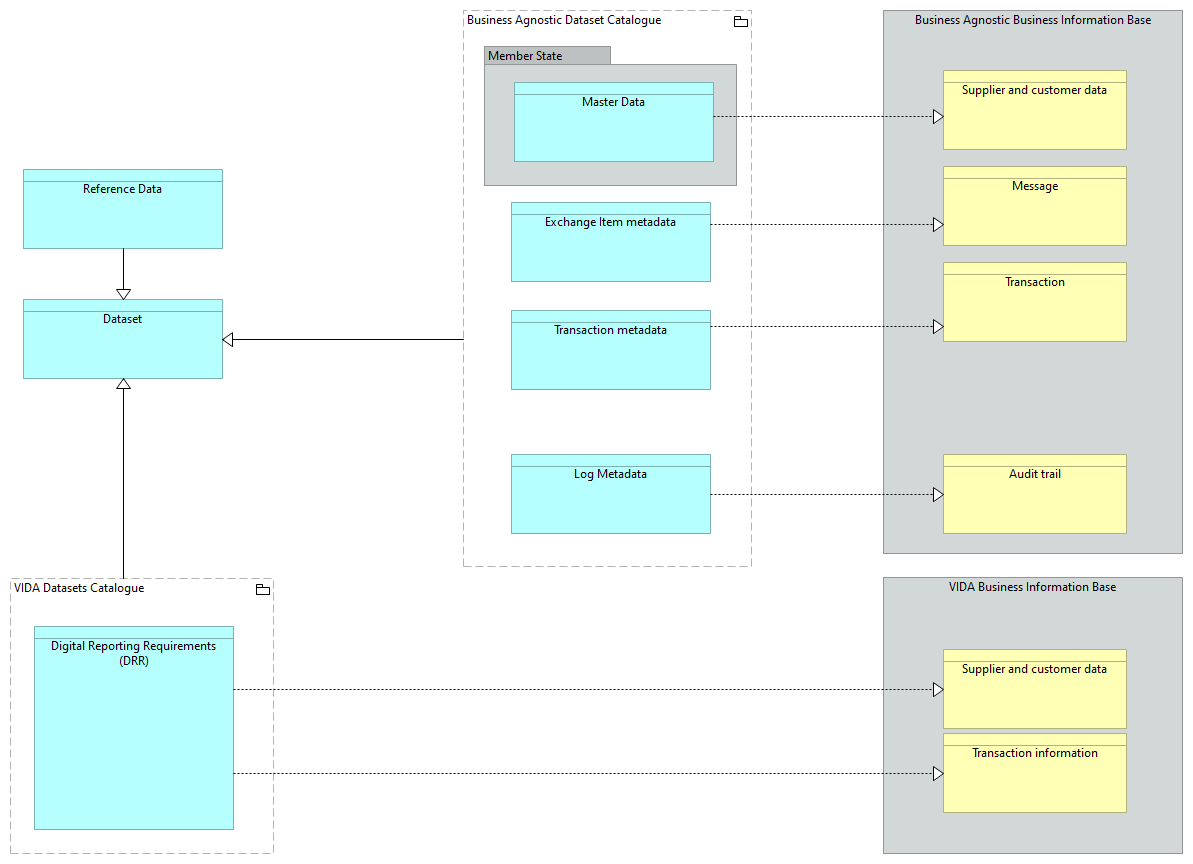 Business Agnostic Dataset Catalogue
Business Agnostic Business Information Base
Member State
Master Data
Supplier and customer data
Reference Data
Message
Exchange Item metadata
Transaction
Dataset
Transaction metadata
Log Metadata
Audit trail
VIDA Datasets Catalogue
VIDA Business Information Base
Digital Reporting Requirements
(DRR)
Supplier and customer data
Transaction information